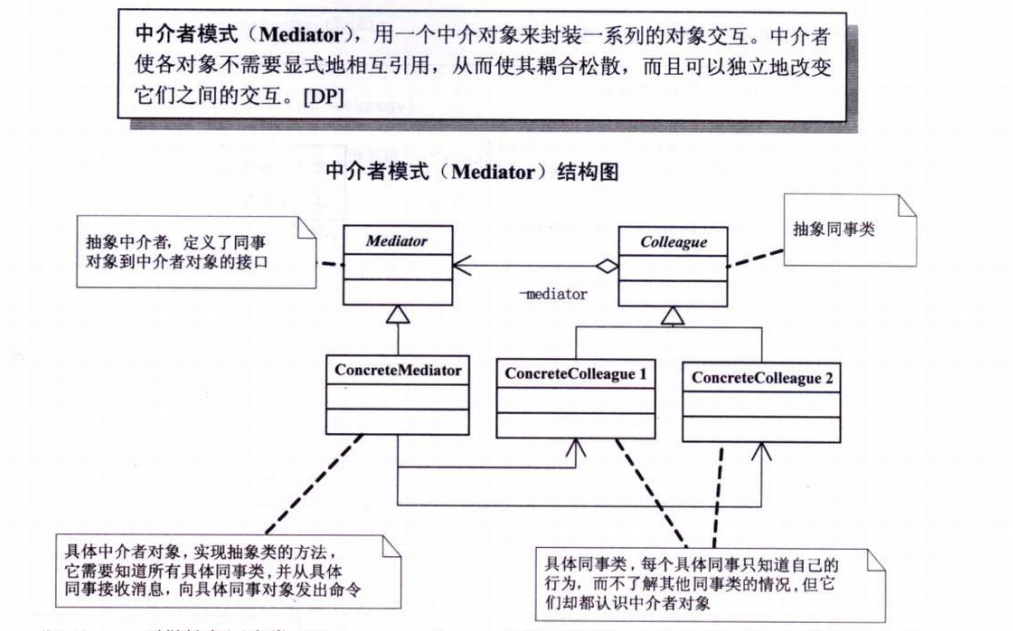 中介者模式（Mediator），用一个中介对象来封装一系列的对象交互。中介者
使各对象不需要显式地相互引用，从而使其耦合松散，而且可以独立地改变
它们之间的交互。[DP]
中介者模式（Mediator）结构图
抽象中介者，定义了同事
对象到中介者对象的接口
Mediator
Colleague
抽象同事类
-mediator
ConcreteMediator
ConcreteColleague 1
ConcreteColleague 2
具体中介者对象，实现抽象类的方法，
它需要知道所有具体同事类，并从具体
同事接收消息，向具体同事对象发出命令
具体同事类，每个具体同事只知道自己的
行为，而不了解其他同事类的情况，但它
们却都认识中介者对象